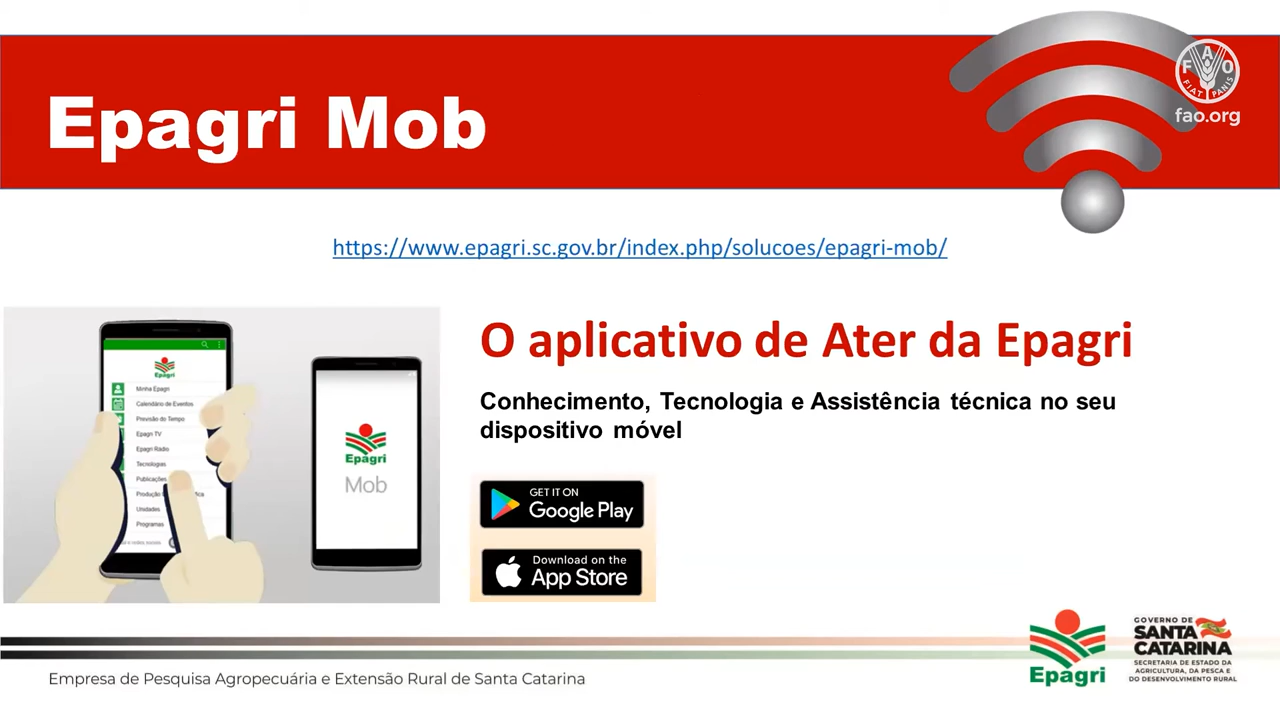 FAO
FIAT PANIS
fao.org
Epagri Mob
https://www.epagri.sc.gov.br/index.php/solucoes/epagri-mob/
O aplicativo de Ater da Epagri
Conhecimento, Tecnologia e Assistência técnica no seu
dispositivo móvel
Epagri
Minha Epagri
Calendário de Eventos
Previsão do Tempo
Epagri TV
Epagri Rádio
Tecnologias
Publicações
Unidades
Programas
Epagri
Mob
GET IT ON
Google Play
Download on the
App Store
Epagri
GOVERNO DE
SANTA
CATARINA
SECRETARIA DE ESTADO DA
AGRICULTURA, DA PESCA E
DO DESENVOLVIMENTO RURAL
Empresa de Pesquisa Agropecuária e Extensão Rural de Santa Catarina